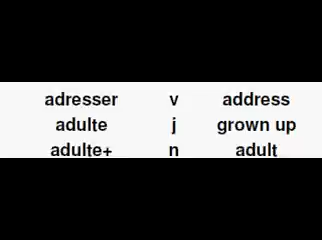 adresser v address
adulte j grown up
adulte+ n adult